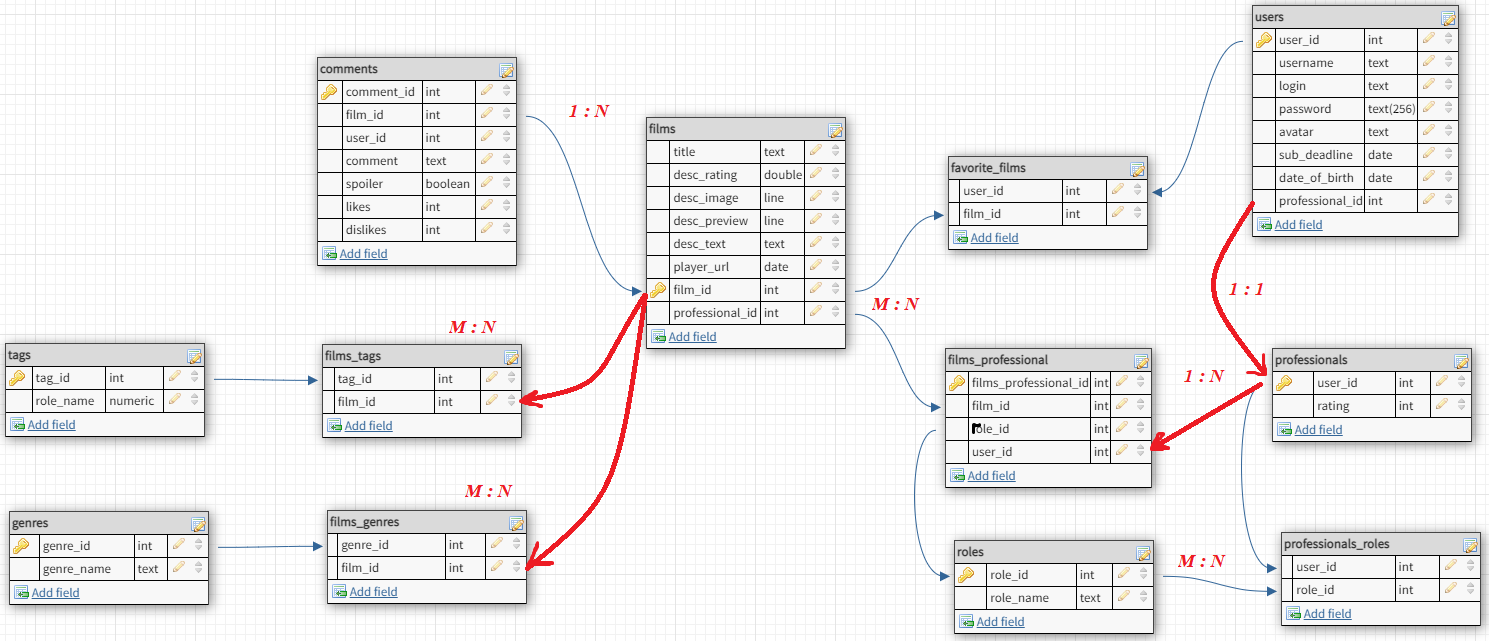 comments
comment_id int
film_id int
user_id int
comment text
spoiler boolean
likes int
dislikes int
Add field
1 : N
films
title text
desc_rating double
desc_image line
desc_preview line
desc_text text
player_url date
film_id int
professional_id int
Add field
favorite_films
user_id int
film_id int
Add field
users
user_id int
username text
login text
password text(256)
avatar text
sub_deadline date
date_of_birth date
professional_id int
Add field
1 : 1
M : N
M : N
tags
tag_id int
role_name numeric
Add field
films_tags
tag_id int
film_id int
Add field
films_professional
films_professional_id int
film_id int
role_id int
user_id int
Add field
1 : N
professionals
user_id int
rating int
Add field
M : N
genres
genre_id int
genre_name text
Add field
films_genres
genre_id int
film_id int
Add field
roles
role_id int
role_name text
Add field
M : N
professionals_roles
user_id int
role_id int
Add field